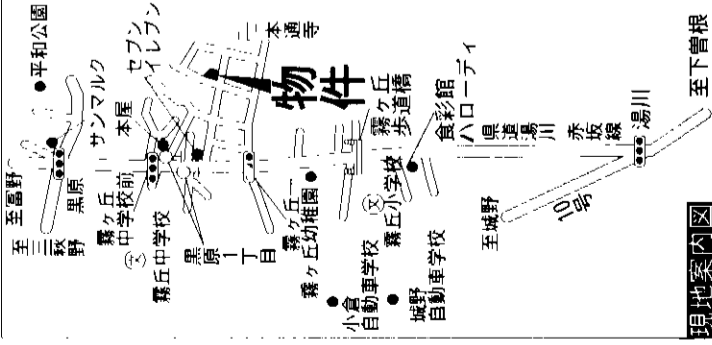 至富野
至三萩野
黒原
平和公園
サンマルク
霧ヶ丘
中学校前
文
霧丘中学校
本屋
セブン
イレブン
本通寺
物件
黒原1丁目
霧ヶ丘一
霧ヶ丘幼稚園
霧ヶ丘
歩道橋
小倉
自動車学校
文
霧丘小学校
城野
自動車学校
食彩館
ハローディ
県道湯川
赤坂線
至城野
10号
湯川
至下曽根
現地案内図